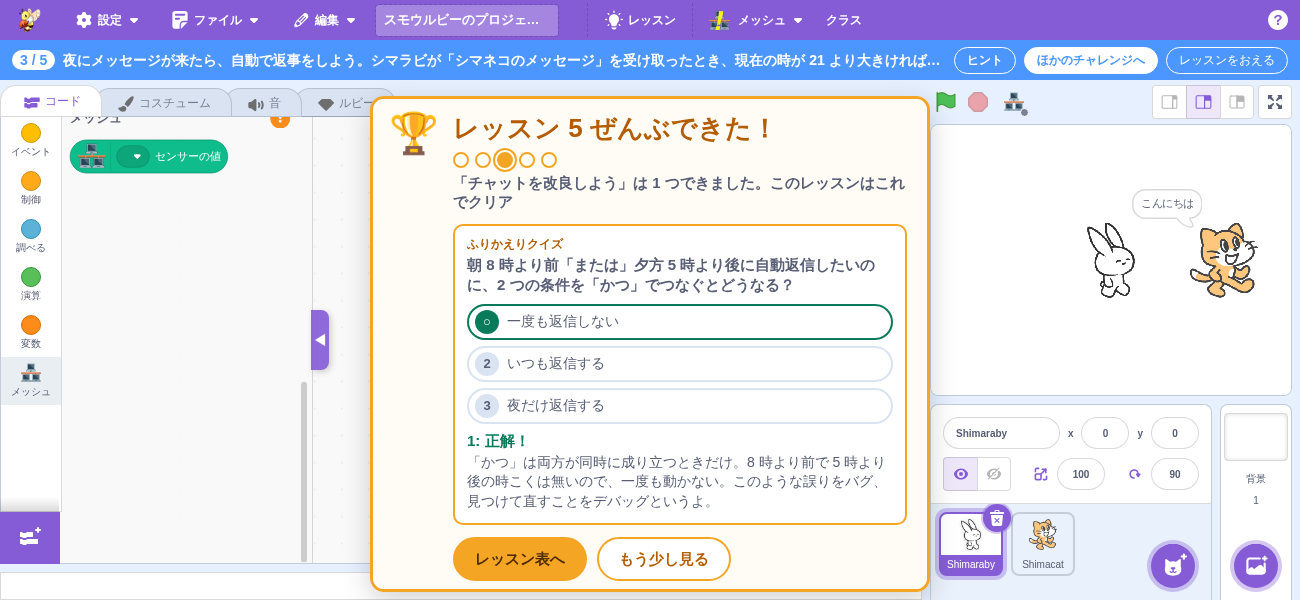 設定
ファイル
編集
スモウルビーのプロジェ…
レッスン
メッシュ
クラス
?
3 / 5
夜にメッセージが来たら、自動で返事をしよう。シマラビが「シマネコのメッセージ」を受け取ったとき、現在の時が 21 より大きければ…
ヒント
ほかのチャレンジへ
レッスンをおえる
コード
コスチューム
音
ルビー
イベント
制御
調べる
演算
変数
メッシュ
メッシュ
センサーの値
レッスン 5 ぜんぶできた！
「チャットを改良しよう」は 1 つできました。このレッスンはこれ
でクリア
ふりかえりクイズ
朝 8 時より前「または」夕方 5 時より後に自動返信したいの
に、2 つの条件を「かつ」でつなぐとどうなる？
○ 一度も返信しない
2 いつも返信する
3 夜だけ返信する
1: 正解！
「かつ」は両方が同時に成り立つときだけ。8 時より前で 5 時より
後の時こくは無いので、一度も動かない。このような誤りをバグ、
見つけて直すことをデバッグというよ。
レッスン表へ
もう少し見る
こんにちは
Shimaraby
x
0
y
0
100
90
Shimaraby
Shimacat
背景
1